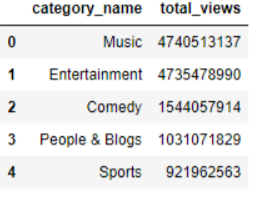 category_name total_views
0 Music 4740513137
1 Entertainment 4735478990
2 Comedy 1544057914
3 People & Blogs 1031071829
4 Sports 921962563